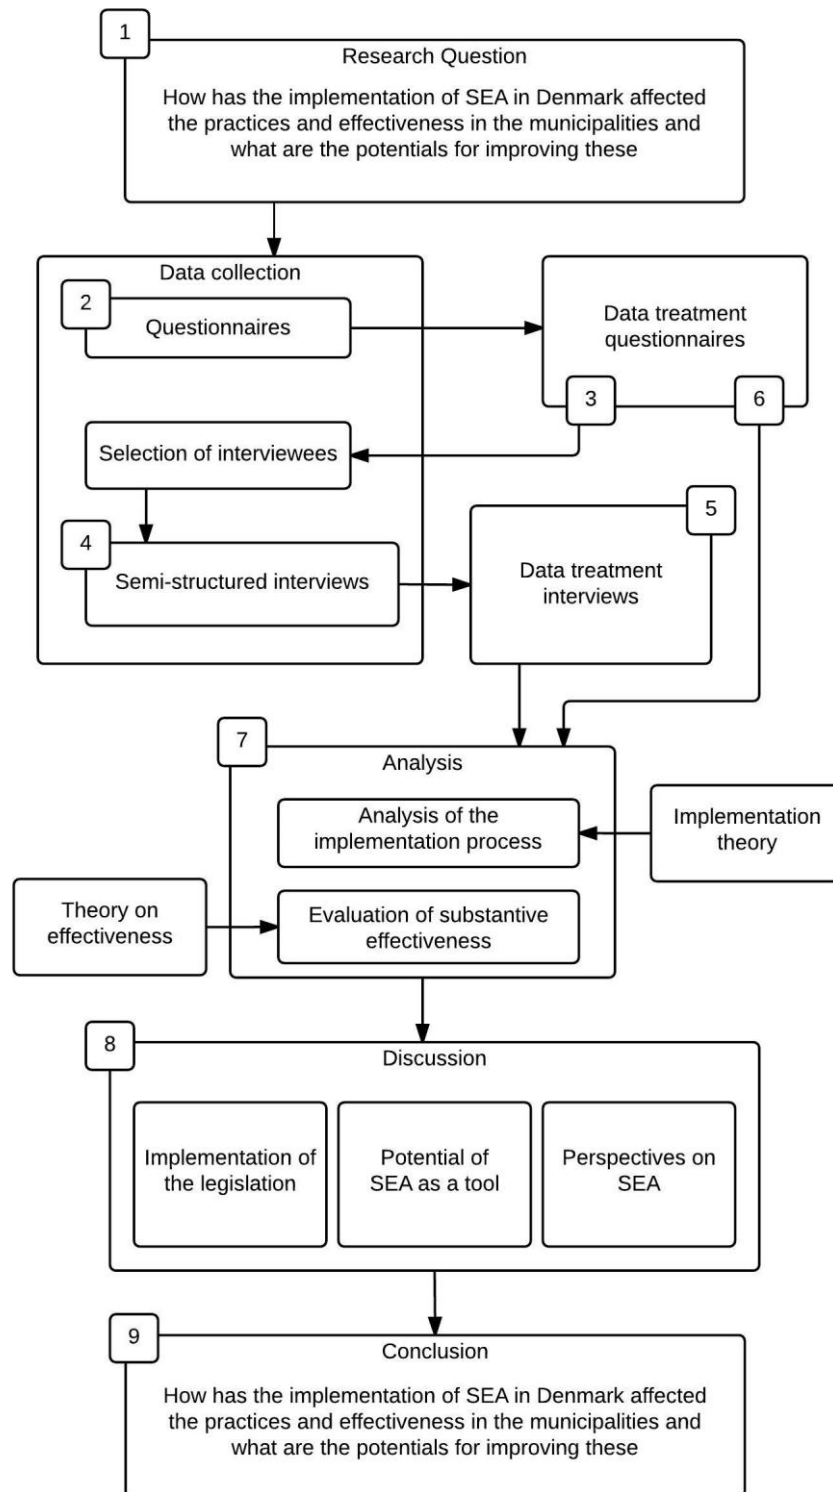 1
Research Question
How has the implementation of SEA in Denmark affected
the practices and effectiveness in the municipalities and
what are the potentials for improving these
Data collection
2
Questionnaires
Data treatment
questionnaires
3
6
Selection of interviewees
4
Semi-structured interviews
5
Data treatment
interviews
7
Analysis
Analysis of the
implementation process
Implementation
theory
Theory on
effectiveness
Evaluation of substantive
effectiveness
8
Discussion
Implementation of
the legislation
Potential of
SEA as a tool
Perspectives on
SEA
9
Conclusion
How has the implementation of SEA in Denmark affected
the practices and effectiveness in the municipalities and
what are the potentials for improving these